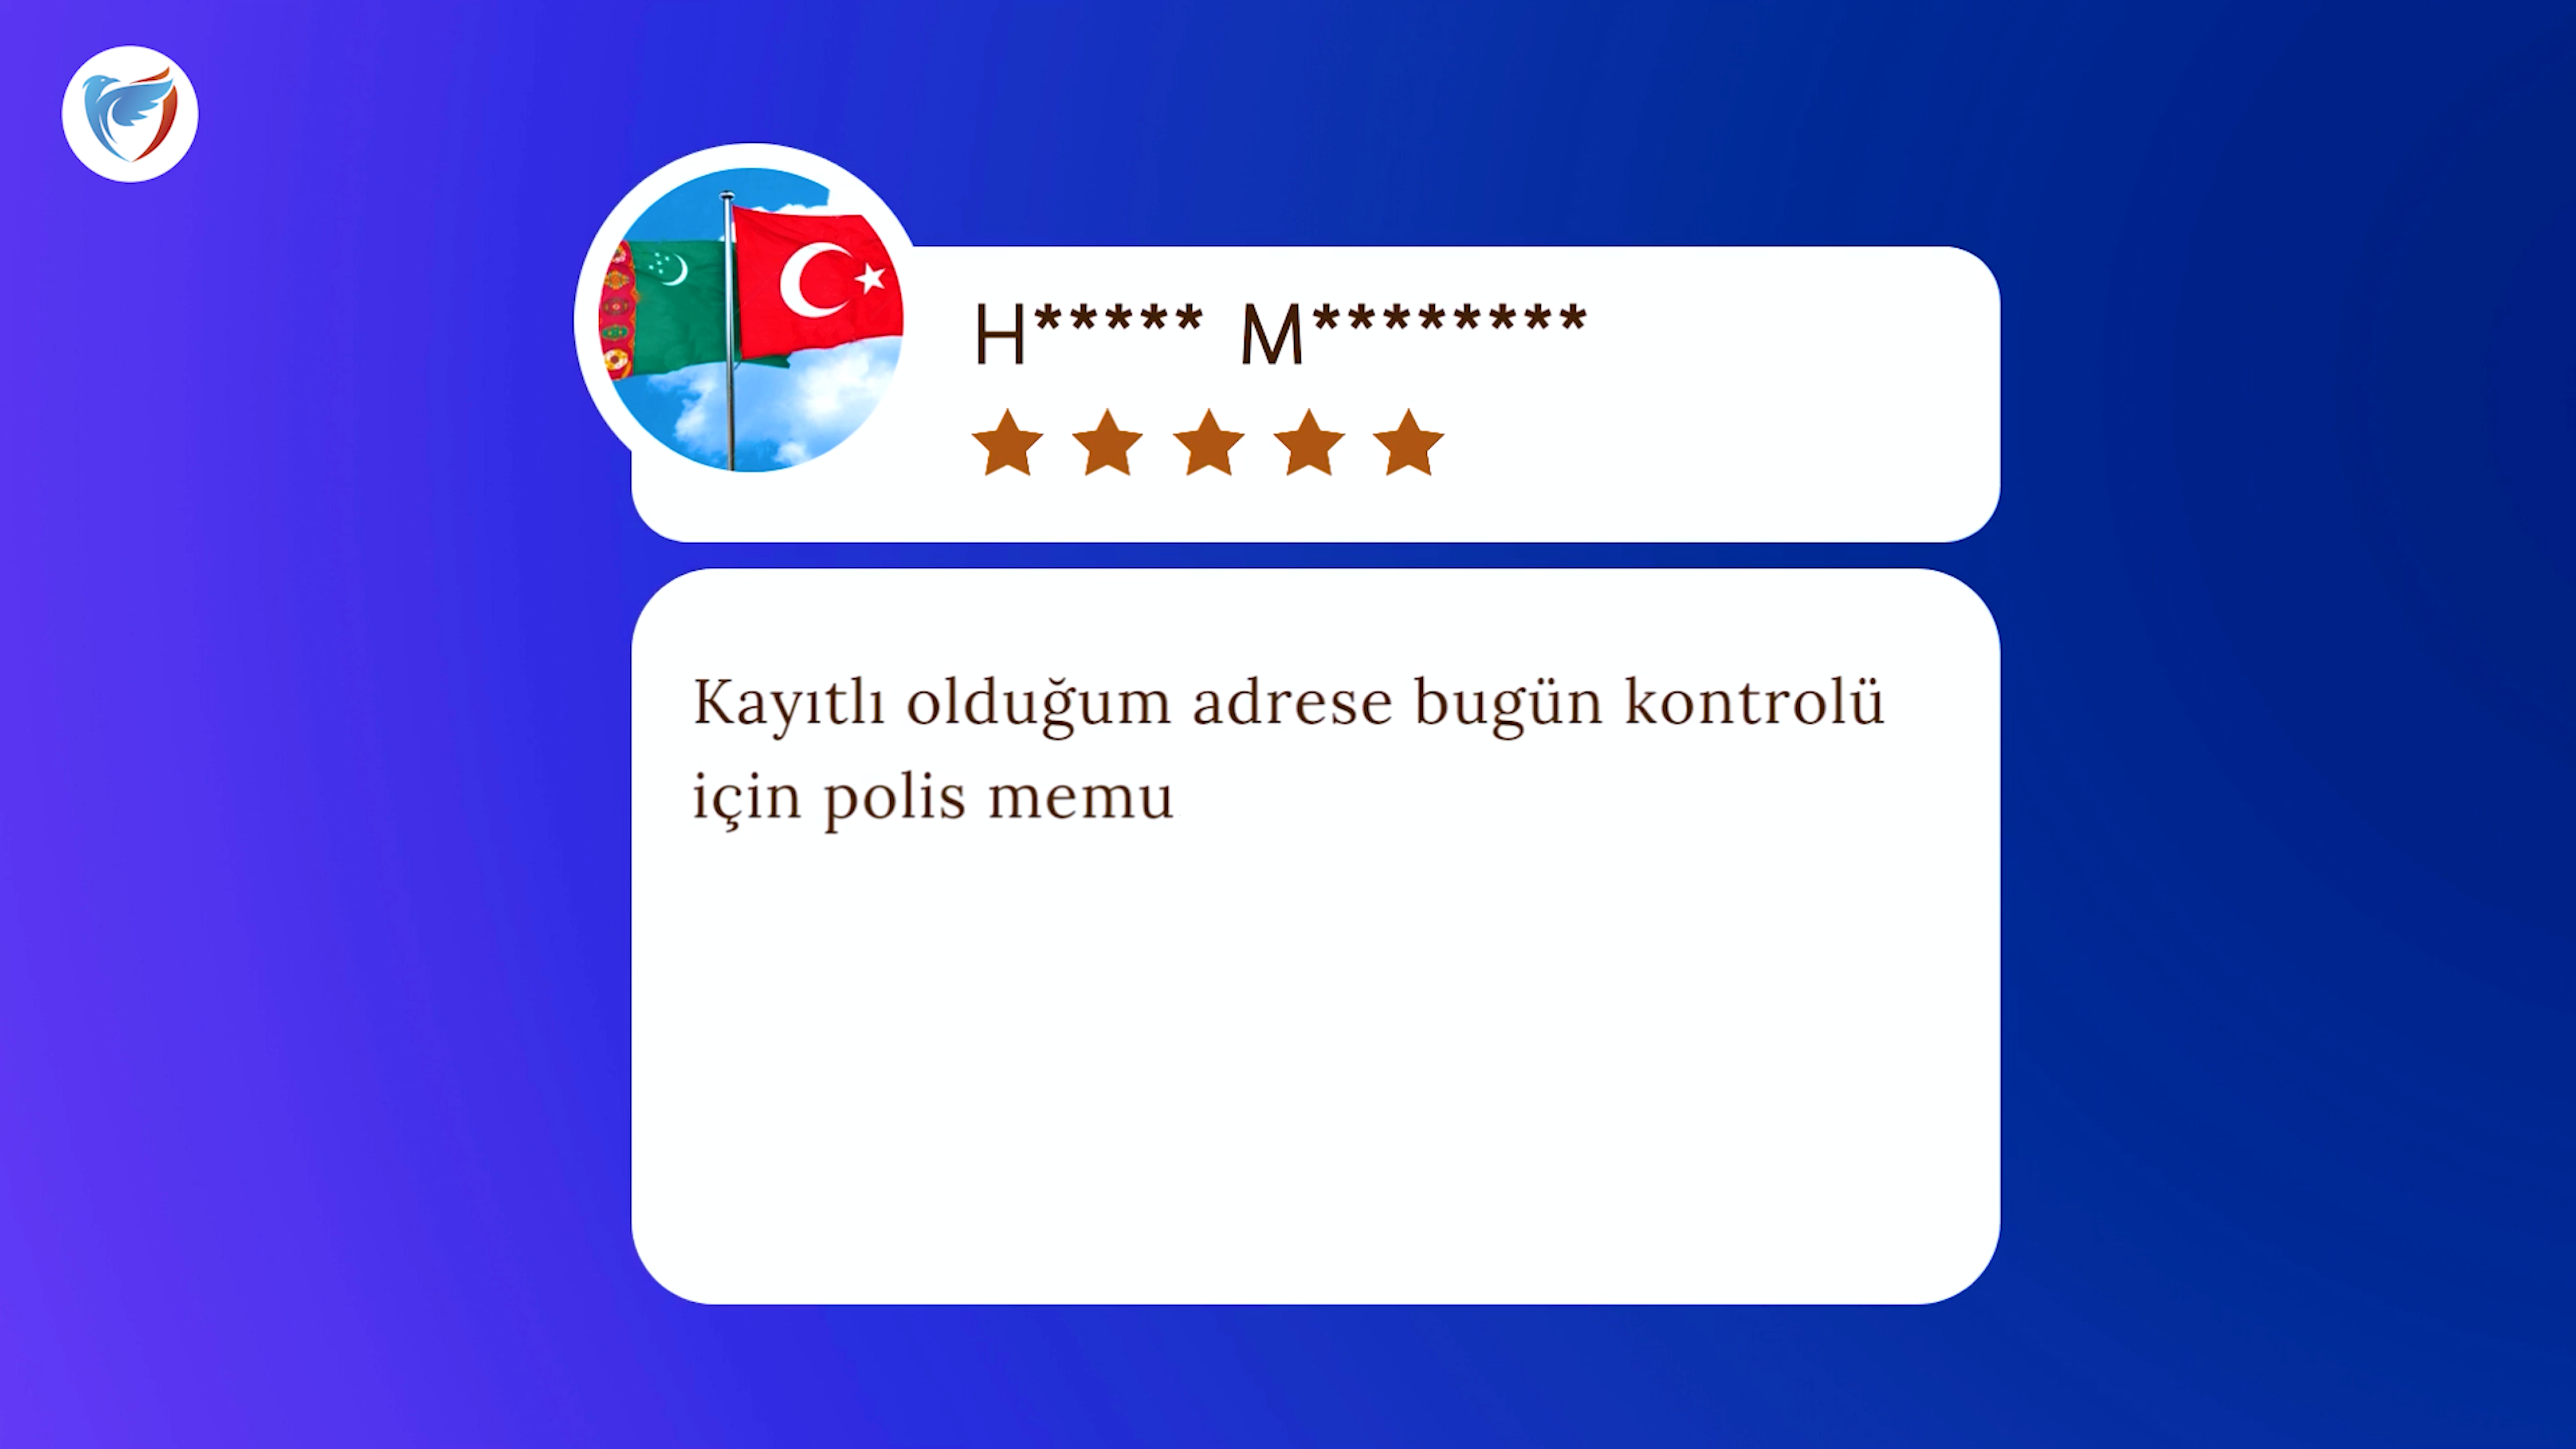 H***** M********
Kayıtlı olduğum adrese bugün kontrolü
için polis memu